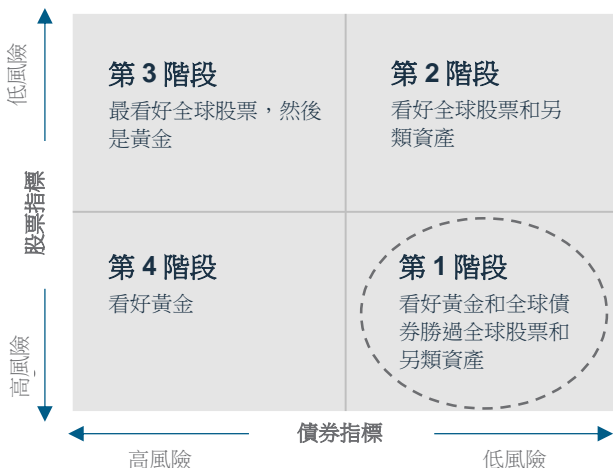 低風險
股票指標
高風險
第 3 階段
最看好全球股票，然後
是黃金
第 2 階段
看好全球股票和另
類資產
第 4 階段
看好黃金
第 1 階段
看好黃金和全球債
券勝過全球股票和
另類資產
債券指標
高風險
低風險